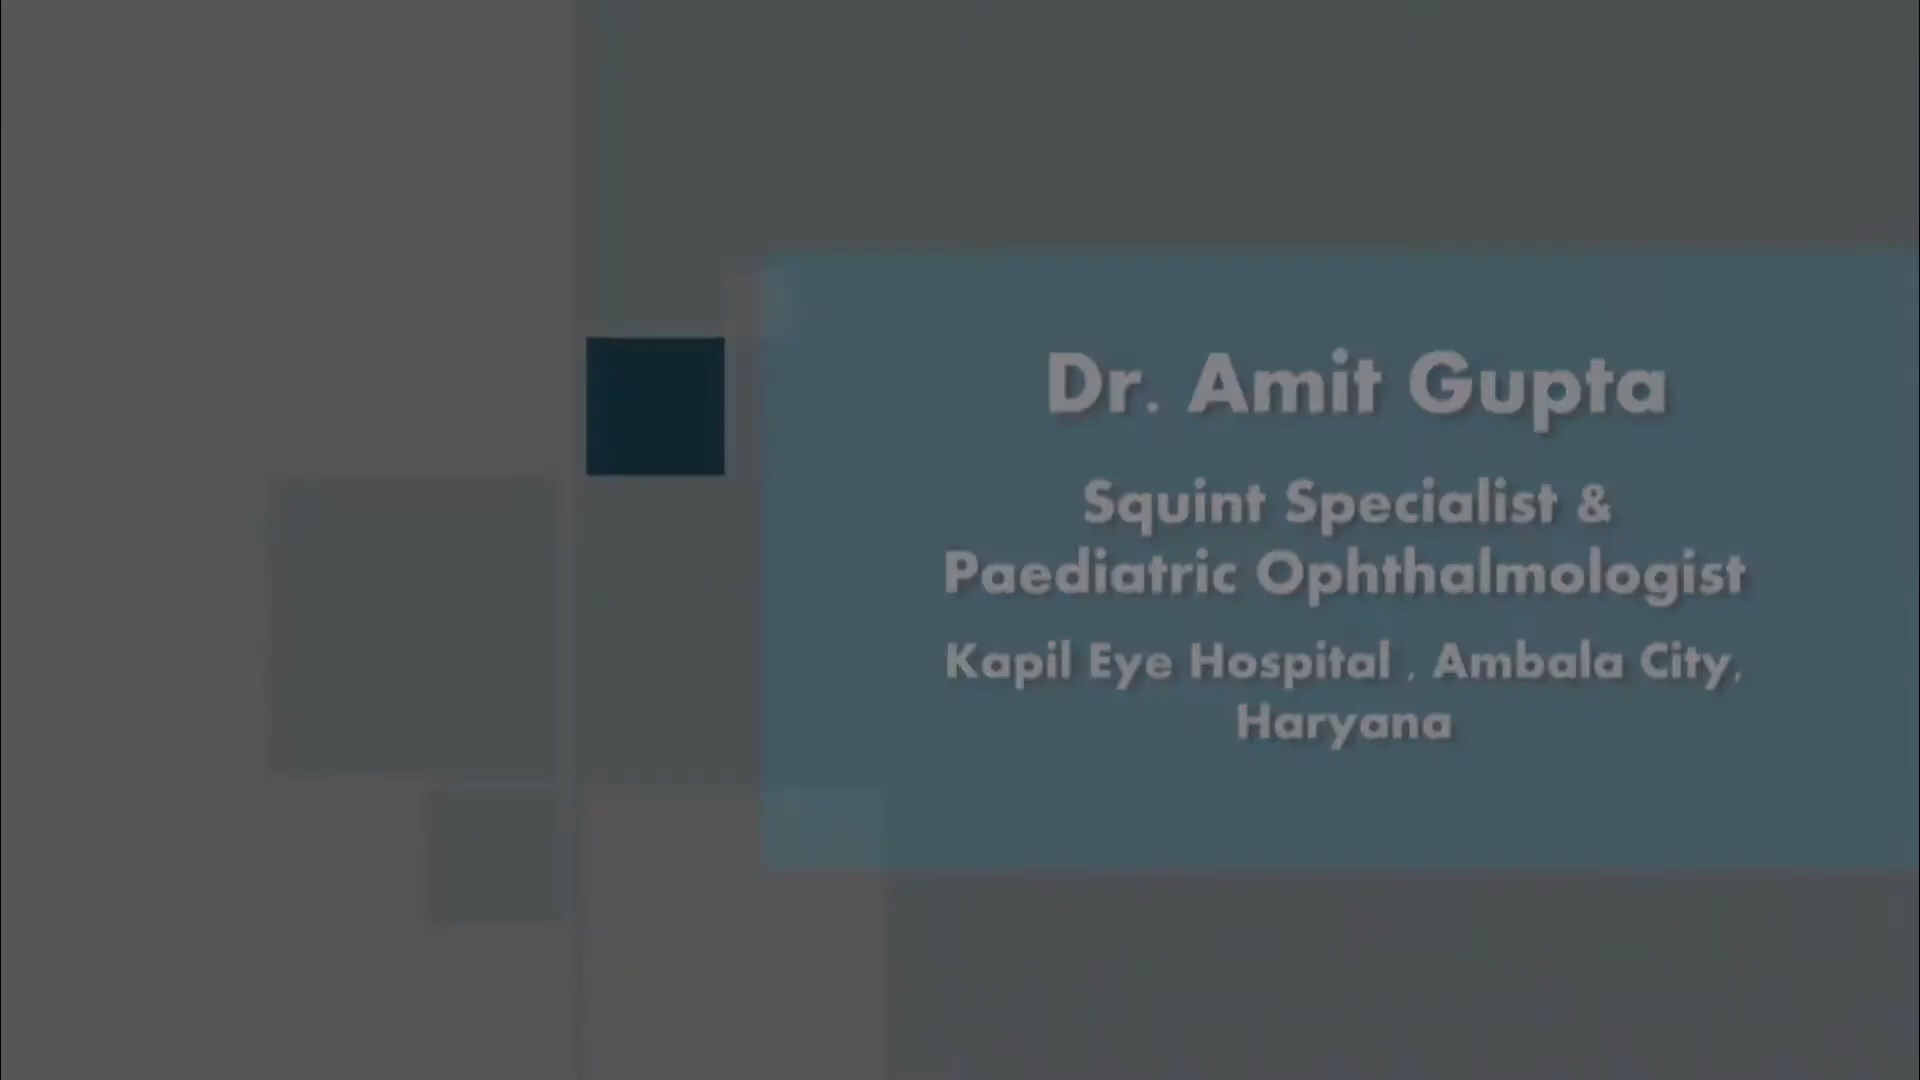 Dr. Amit Gupta
Squint Specialist &
Paediatric Ophthalmologist
Kapil Eye Hospital , Ambala City,
Haryana